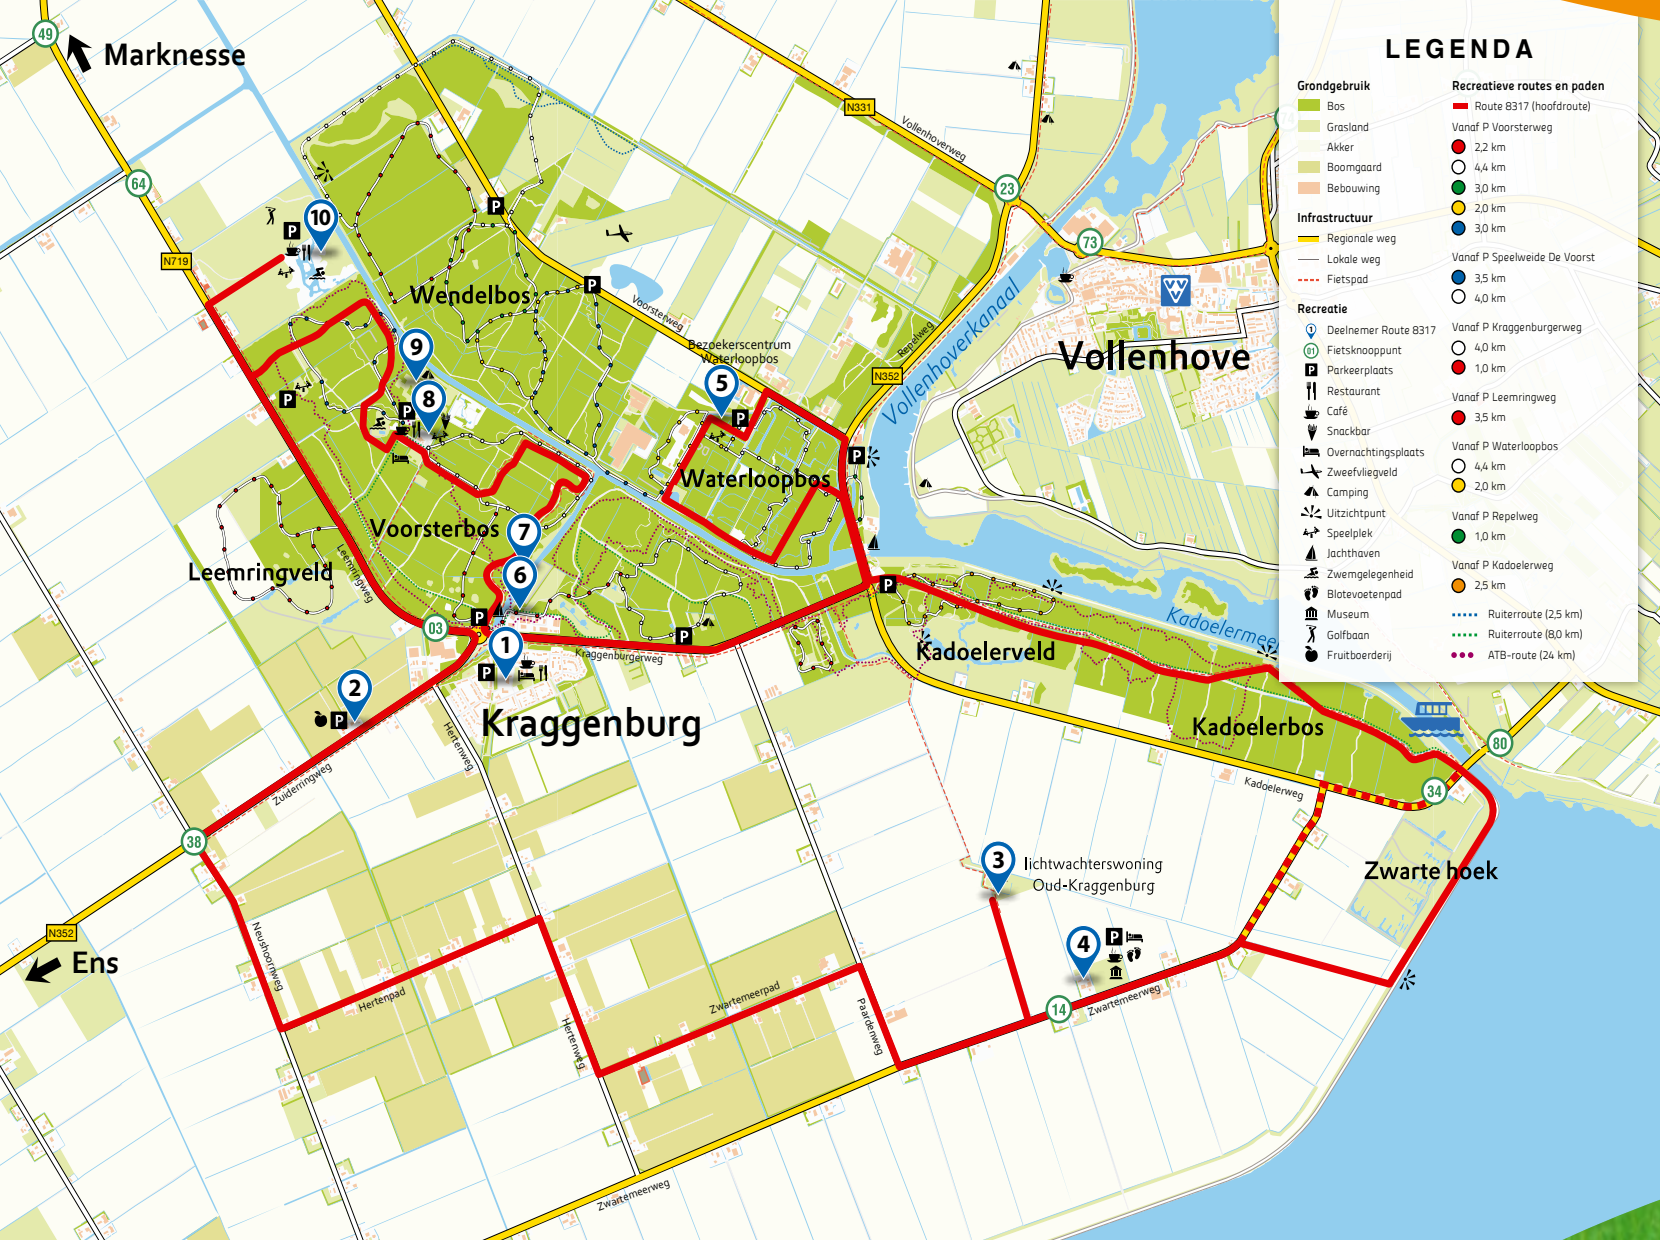 49
Marknesse
64
N719
10
9
8
7
6
1
2
3
4
5
Wendelbos
Voorsterweg
N331
Vollenhoverweg
23
73
Repelweg
N352
Vollenhoverkanaal
Vollenhove
Bezoekerscentrum
Waterloopbos
Waterloopbos
Voorsterbos
Leemringveld
Leemringweg
03
Kraggenburgerweg
Kraggenburg
Hertenweg
Zuiderringweg
38
N352
Ens
Neushoornweg
Hertenpad
Hertenweg
Zwartemeerpad
Paardenweg
Zwartemeerweg
14
Zwartemeerweg
lichtwachterswoning
Oud-Kraggenburg
Kadoelerveld
Kadoelermeer
Kadoelerbos
Kadoelerweg
34
80
Zwarte hoek
LEGENDA
Grondgebruik
Bos
Grasland
Akker
Boomgaard
Bebouwing
Infrastructuur
Regionale weg
Lokale weg
Fietspad
Recreatie
1 Deelnemer Route 8317
01 Fietsknooppunt
P Parkeerplaats
Restaurant
Café
Snackbar
Overnachtingsplaats
Zweefvliegveld
Camping
Uitzichtpunt
Speelplek
Jachthaven
Zwemgelegenheid
Blotevoetenpad
Museum
Golfbaan
Fruitboerderij
Recreatieve routes en paden
Route 8317 (hoofdroute)
Vanaf P Voorsterweg
2,2 km
4,4 km
3,0 km
2,0 km
3,0 km
Vanaf P Speelweide De Voorst
3,5 km
4,0 km
Vanaf P Kraggenburgerweg
4,0 km
1,0 km
Vanaf P Leemringweg
3,5 km
Vanaf P Waterloopbos
4,4 km
2,0 km
Vanaf P Repelweg
1,0 km
Vanaf P Kadoelerweg
2,5 km
Ruiterroute (2,5 km)
Ruiterroute (8,0 km)
ATB-route (24 km)